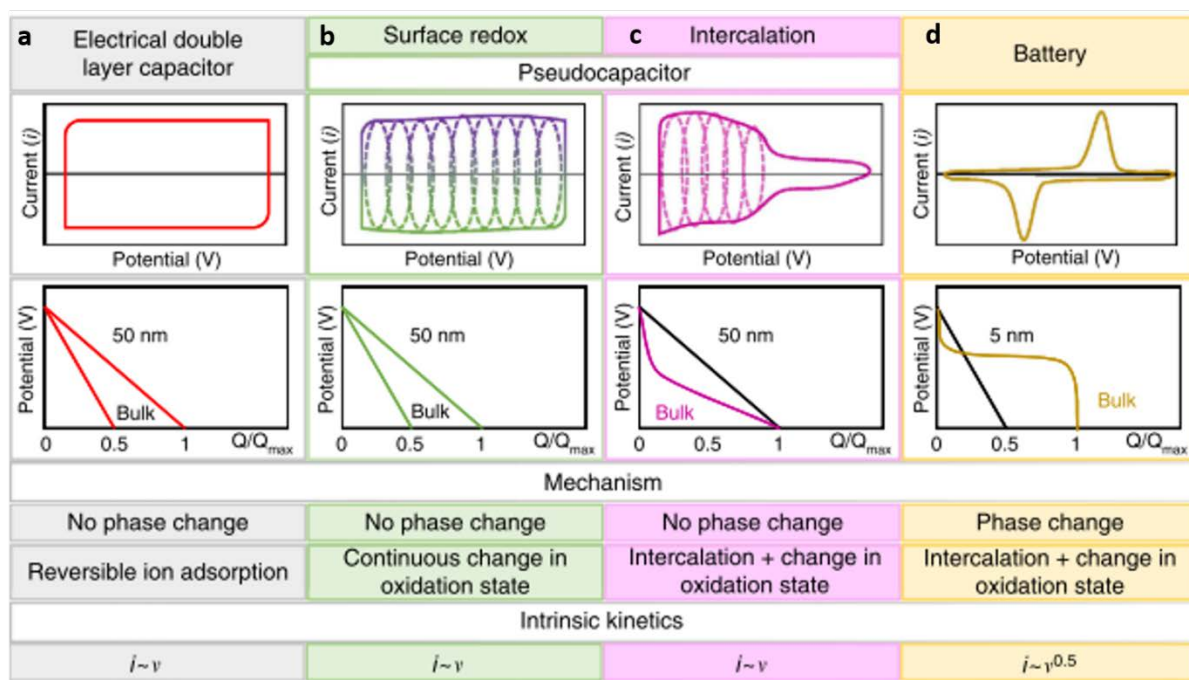 a
Electrical double
layer capacitor
b
Surface redox
c
Intercalation
Pseudocapacitor
d
Battery
Current (i)
Potential (V)
Current (i)
Potential (V)
Current (i)
Potential (V)
Current (i)
Potential (V)
Potential (V)
50 nm
Bulk
0 0.5 1 Q/Qmax
Potential (V)
50 nm
Bulk
0 0.5 1 Q/Qmax
Potential (V)
50 nm
Bulk
0 0.5 1 Q/Qmax
Potential (V)
5 nm
Bulk
0 0.5 1 Q/Qmax
Mechanism
No phase change No phase change No phase change Phase change
Reversible ion adsorption
Continuous change in
oxidation state
Intercalation + change in
oxidation state
Intercalation + change in
oxidation state
Intrinsic kinetics
i~v i~v i~v i~v^0.5